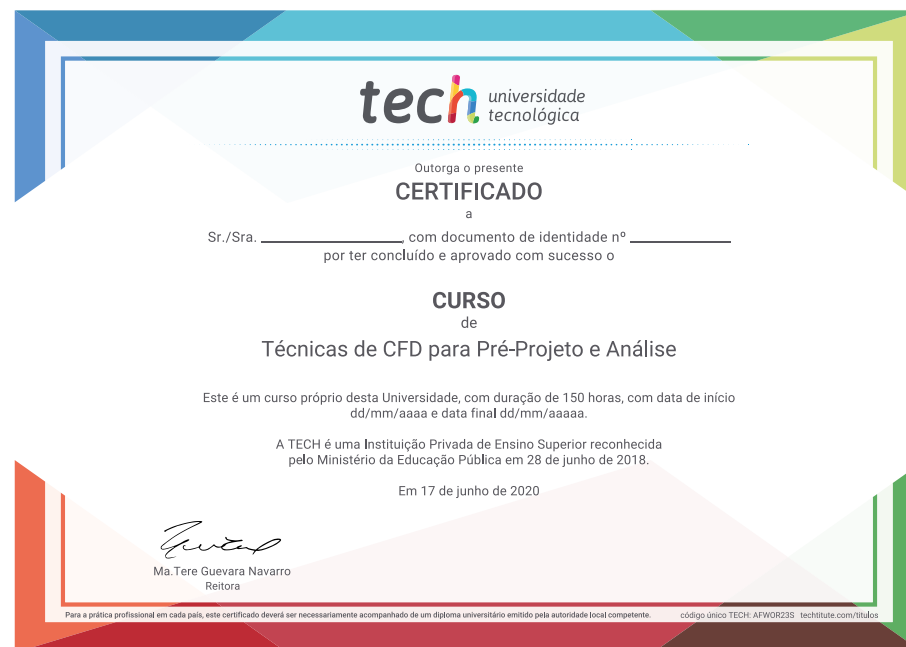 tech universidade
tecnológica
Outorga o presente
CERTIFICADO
a
Sr./Sra. ____________________, com documento de identidade nº ______________
por ter concluído e aprovado com sucesso o
CURSO
de
Técnicas de CFD para Pré-Projeto e Análise
Este é um curso próprio desta Universidade, com duração de 150 horas, com data de início
dd/mm/aaaa e data final dd/mm/aaaaa.
A TECH é uma Instituição Privada de Ensino Superior reconhecida
pelo Ministério da Educação Pública em 28 de junho de 2018.
Em 17 de junho de 2020
Ma.Tere Guevara Navarro
Reitora
Para a prática profissional em cada país, este certificado deverá ser necessariamente acompanhado de um diploma universitário emitido pela autoridade local competente. código único TECH: AFWOR23S techtitute.com/titulos